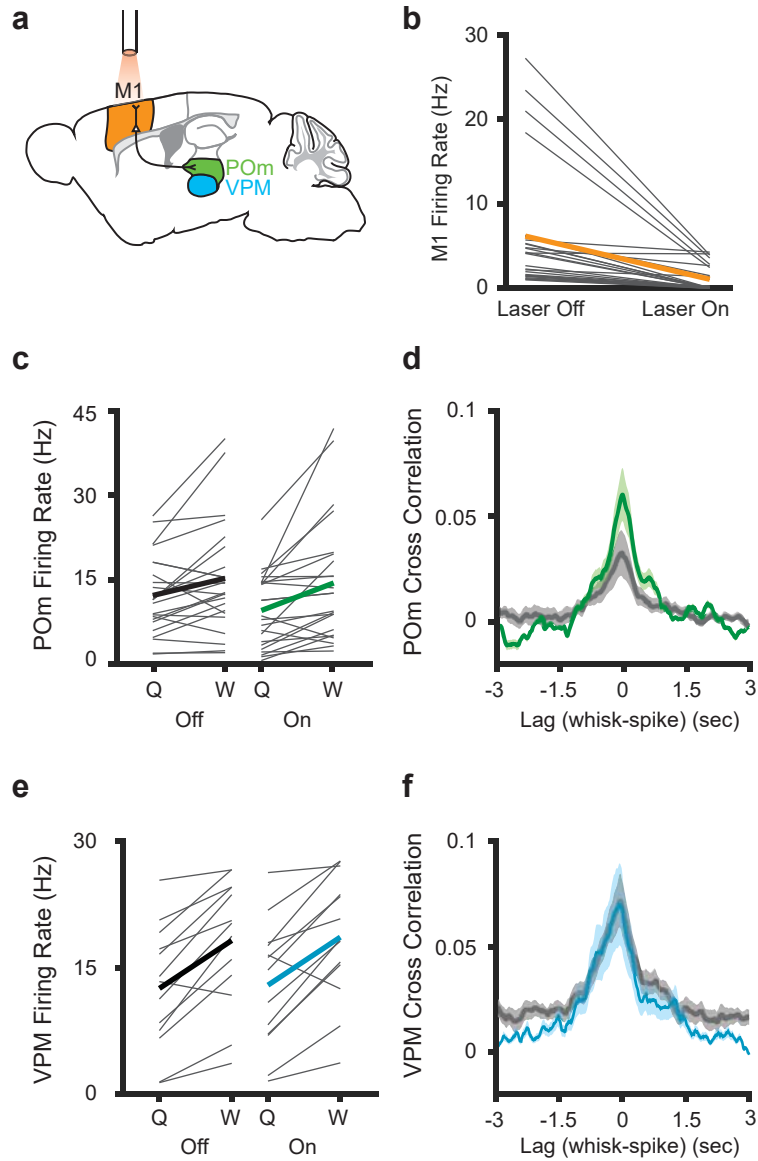 a
M1
POm
VPM
b
M1 Firing Rate (Hz)
30
20
10
0
Laser Off
Laser On
c
POm Firing Rate (Hz)
45
30
15
0
Q
W
Q
W
Off
On
d
POm Cross Correlation
0.1
0.05
0
-3
-1.5
0
1.5
3
Lag (whisk-spike) (sec)
e
VPM Firing Rate (Hz)
30
15
0
Q
W
Q
W
Off
On
f
VPM Cross Correlation
0.1
0.05
0
-3
-1.5
0
1.5
3
Lag (whisk-spike) (sec)